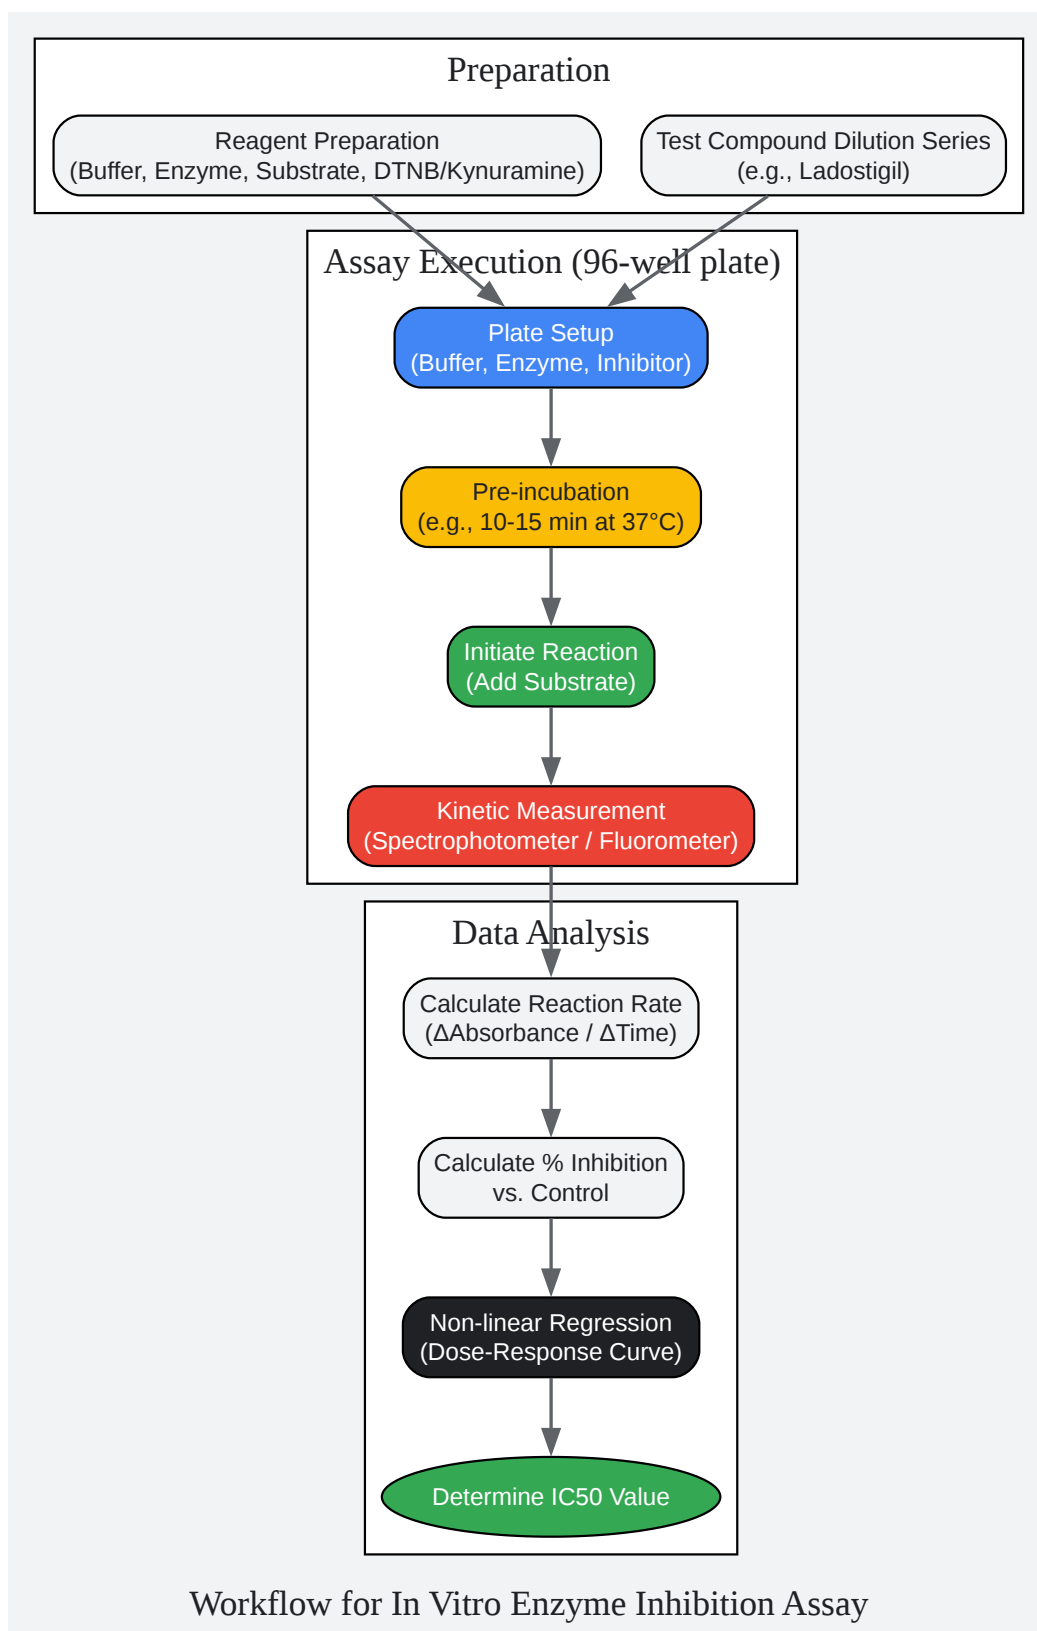 Preparation
Reagent Preparation
(Buffer, Enzyme, Substrate, DTNB/Kynuramine)
Test Compound Dilution Series
(e.g., Ladostigil)
Assay Execution (96-well plate)
Plate Setup
(Buffer, Enzyme, Inhibitor)
Pre-incubation
(e.g., 10-15 min at 37°C)
Initiate Reaction
(Add Substrate)
Kinetic Measurement
(Spectrophotometer / Fluorometer)
Data Analysis
Calculate Reaction Rate
(ΔAbsorbance / ΔTime)
Calculate % Inhibition
vs. Control
Non-linear Regression
(Dose-Response Curve)
Determine IC50 Value
Workflow for In Vitro Enzyme Inhibition Assay